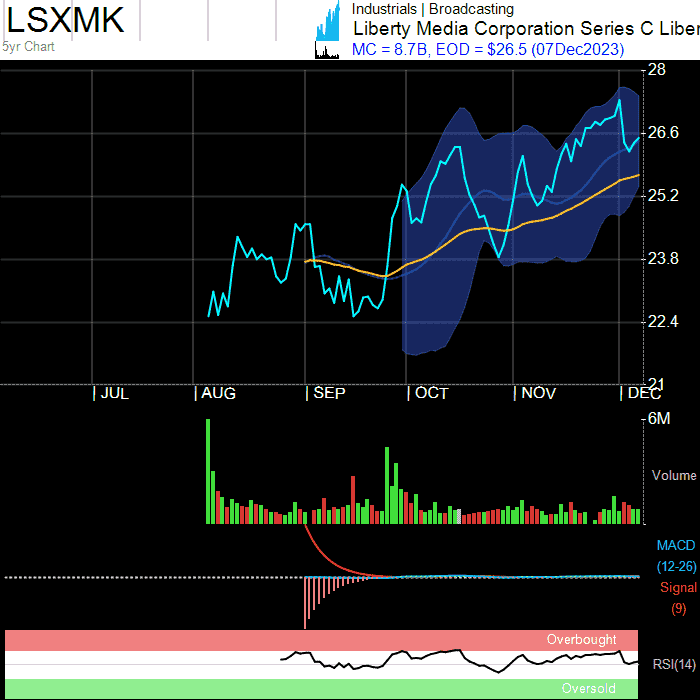 LSXMK
5yr Chart
Industrials | Broadcasting
Liberty Media Corporation Series C Liber
MC = 8.7B, EOD = $26.5 (07Dec2023)
28
26.6
25.2
23.8
22.4
21
JUL AUG SEP OCT NOV DEC
6M
Volume
MACD
(12-26)
Signal
(9)
Overbought
RSI(14)
Oversold